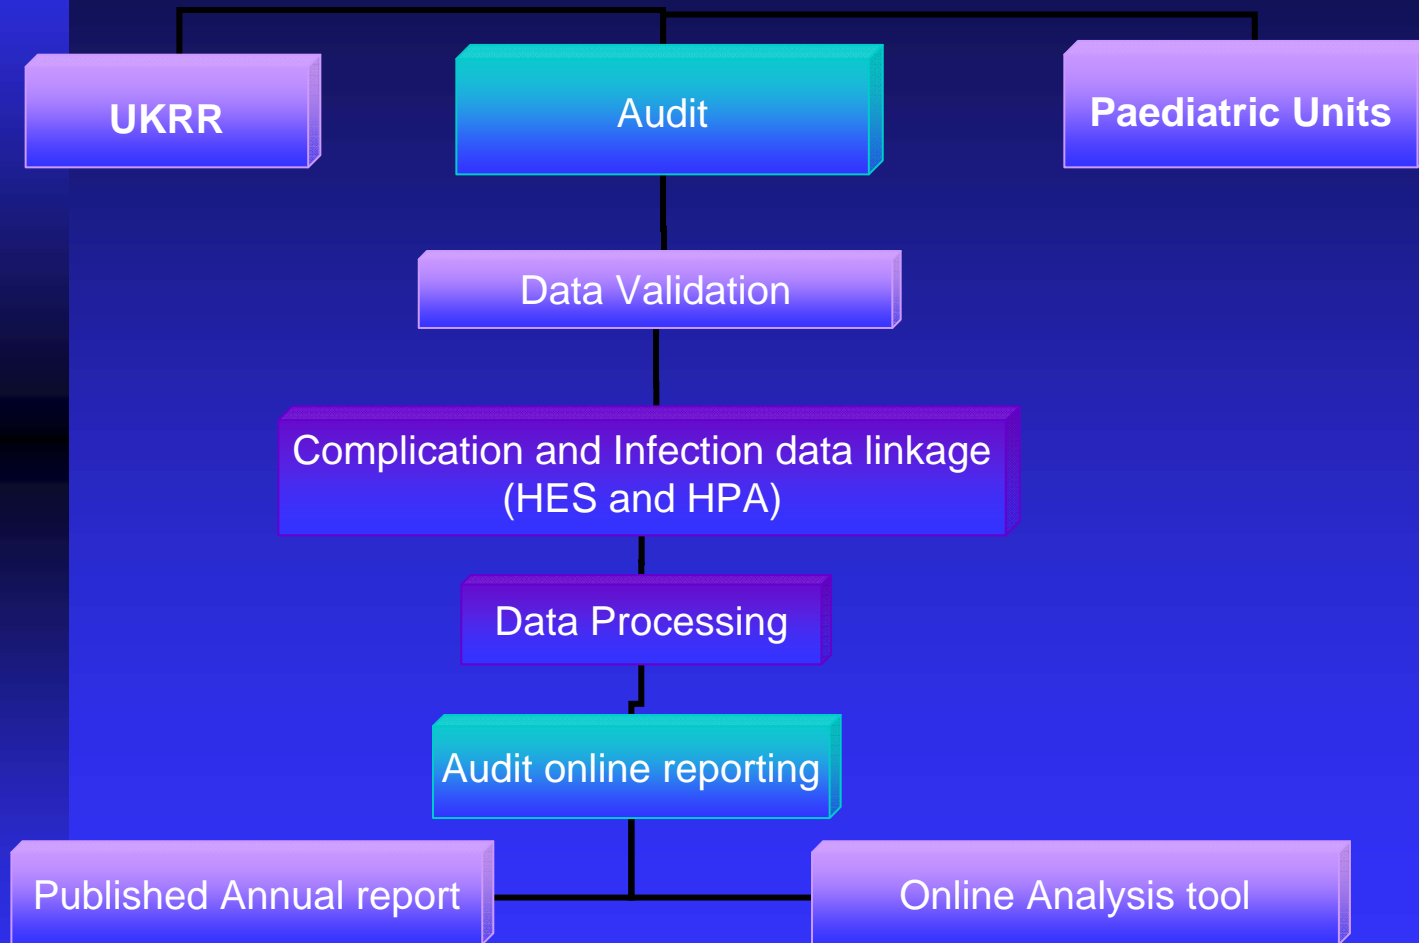 UKRR
Audit
Paediatric Units
Data Validation
Complication and Infection data linkage
(HES and HPA)
Data Processing
Audit online reporting
Published Annual report
Online Analysis tool